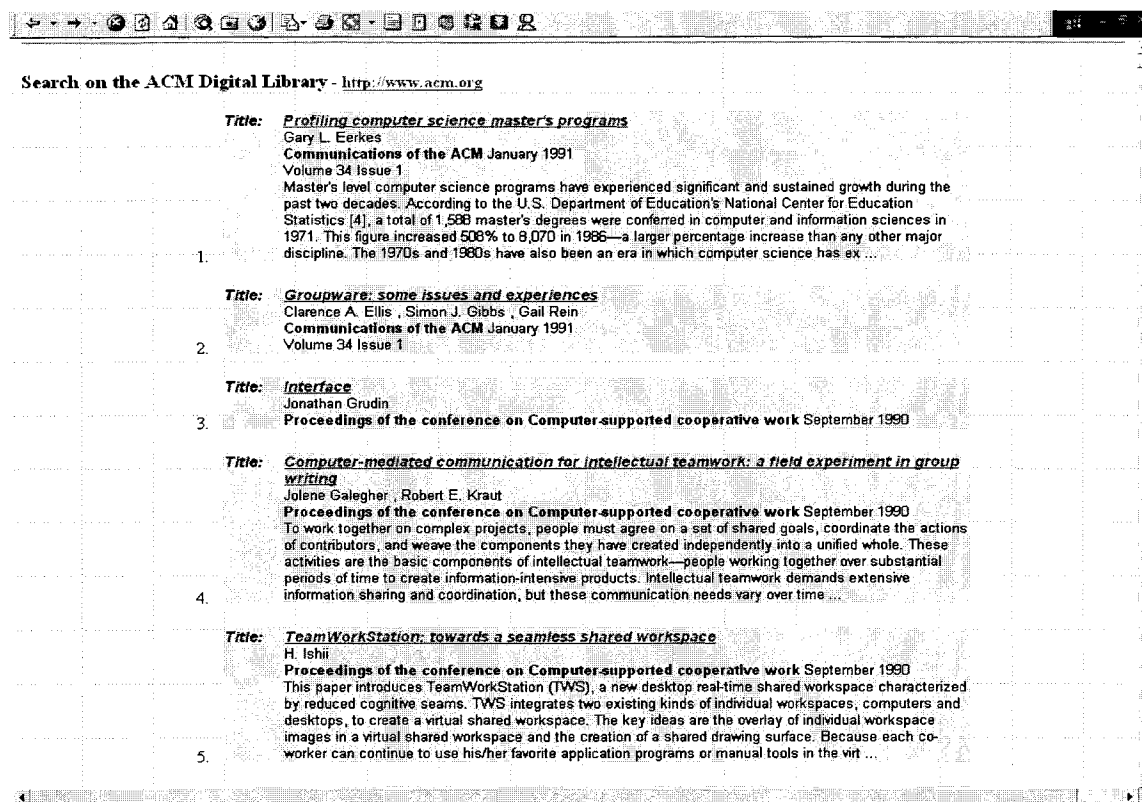 Search on the ACM Digital Library - http://www.acm.org
Title: Profiling computer science master's programs
Gary L. Eerkes
Communications of the ACM January 1991
Volume 34 Issue 1
Master's level computer science programs have experienced significant and sustained growth during the
past two decades. According to the U.S. Department of Education's National Center for Education
Statistics [4], a total of 1,588 master's degrees were conferred in computer and information sciences in
1971. This figure increased 508% to 8,070 in 1986—a larger percentage increase than any other major
1. discipline. The 1970s and 1980s have also been an era in which computer science has ex ...
Title: Groupware: some issues and experiences
Clarence A. Ellis , Simon J. Gibbs , Gail Rein
Communications of the ACM January 1991
2. Volume 34 Issue 1
Title: Interface
Jonathan Grudin
3. Proceedings of the conference on Computer-supported cooperative work September 1990
Title: Computer-mediated communication for intellectual teamwork: a field experiment in group
writing
Jolene Galegher , Robert E. Kraut
Proceedings of the conference on Computer-supported cooperative work September 1990
To work together on complex projects, people must agree on a set of shared goals, coordinate the actions
of contributors, and weave the components they have created independently into a unified whole. These
activities are the basic components of intellectual teamwork—people working together over substantial
periods of time to create information-intensive products. Intellectual teamwork demands extensive
4. information sharing and coordination, but these communication needs vary over time ...
Title: TeamWorkStation: towards a seamless shared workspace
H. Ishii
Proceedings of the conference on Computer-supported cooperative work September 1990
This paper introduces TeamWorkStation (TWS), a new desktop real-time shared workspace characterized
by reduced cognitive seams. TWS integrates two existing kinds of individual workspaces, computers and
desktops, to create a virtual shared workspace. The key ideas are the overlay of individual workspace
images in a virtual shared workspace and the creation of a shared drawing surface. Because each co-
5. worker can continue to use his/her favorite application programs or manual tools in the virt ...